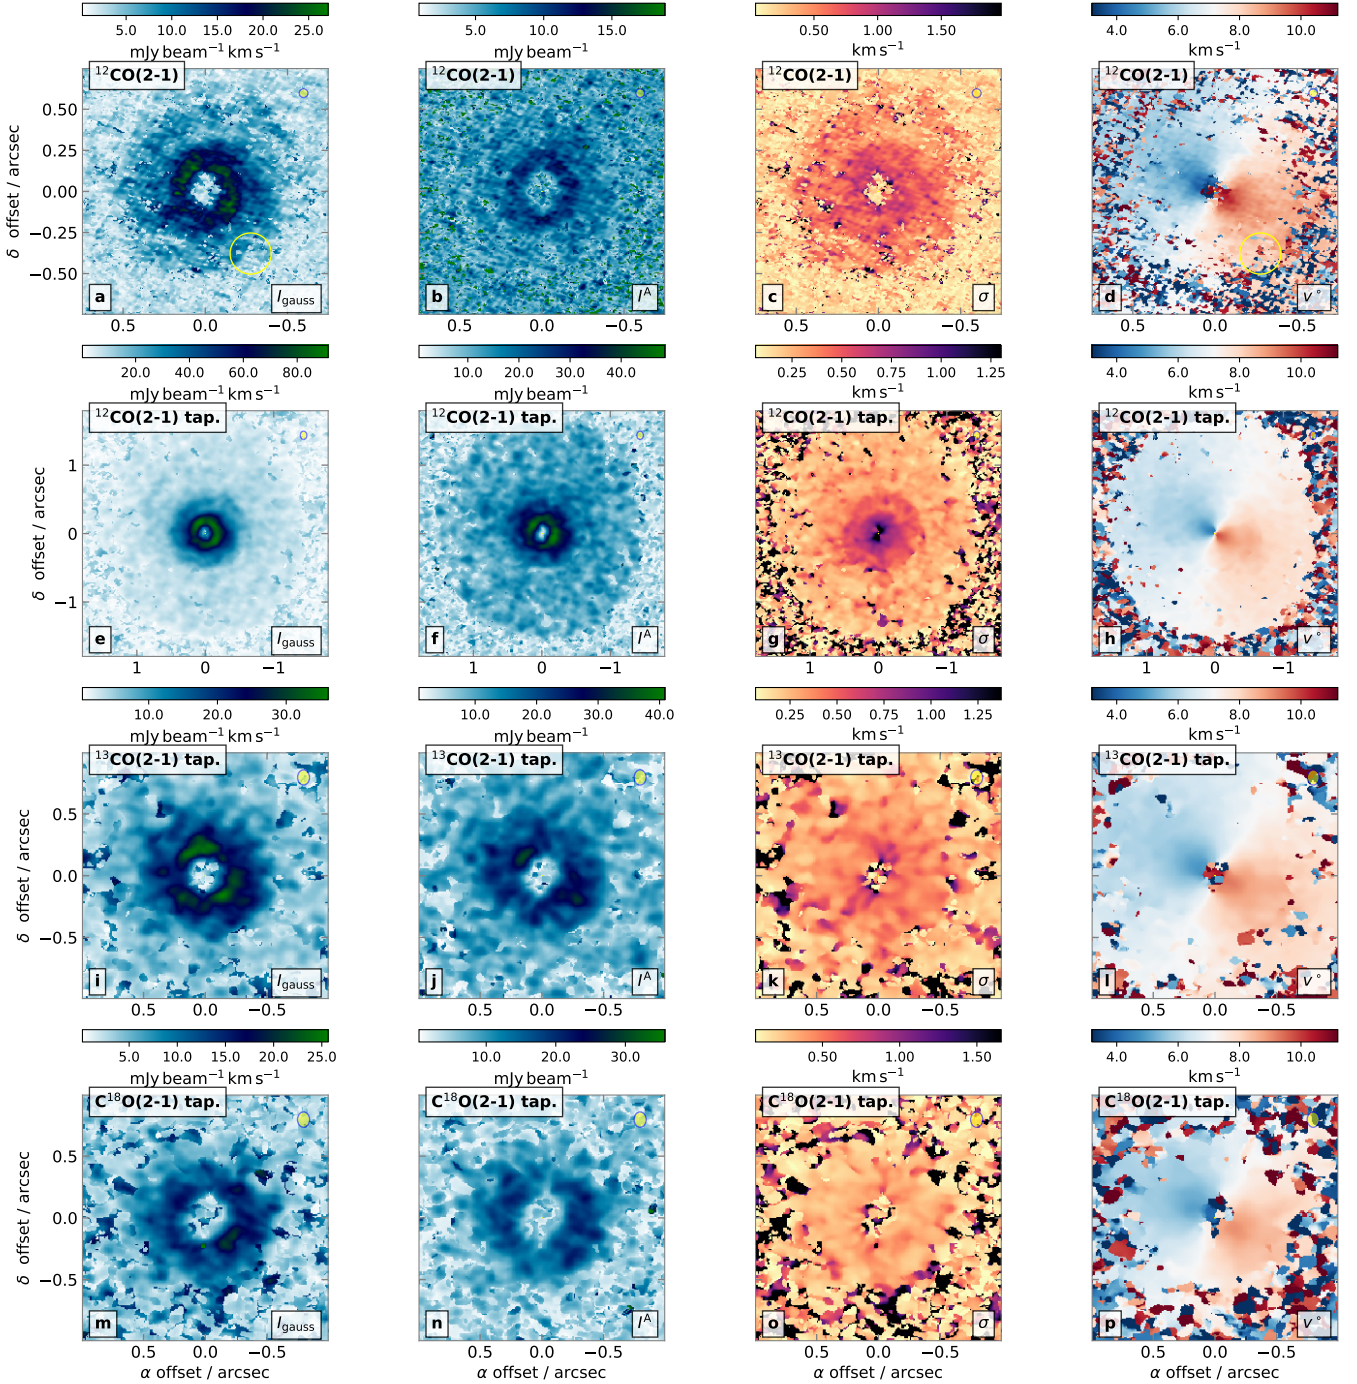 5.0 10.0 15.0 20.0 25.0
mJy beam⁻¹ km s⁻¹
5.0 10.0 15.0
mJy beam⁻¹
0.50 1.00 1.50
km s⁻¹
4.0 6.0 8.0 10.0
km s⁻¹
¹²CO(2-1)
¹²CO(2-1)
¹²CO(2-1)
¹²CO(2-1)
δ offset / arcsec
0.50
0.25
0.00
−0.25
−0.50
a
I_gauss
b
I^A
c
σ
d
v°
0.5 0.0 −0.5
0.5 0.0 −0.5
0.5 0.0 −0.5
0.5 0.0 −0.5
20.0 40.0 60.0 80.0
mJy beam⁻¹ km s⁻¹
10.0 20.0 30.0 40.0
mJy beam⁻¹
0.25 0.50 0.75 1.00 1.25
km s⁻¹
4.0 6.0 8.0 10.0
km s⁻¹
¹²CO(2-1) tap.
¹²CO(2-1) tap.
¹²CO(2-1) tap.
¹²CO(2-1) tap.
δ offset / arcsec
1
0
−1
e
I_gauss
f
I^A
g
σ
h
v°
1 0 −1
1 0 −1
1 0 −1
1 0 −1
10.0 20.0 30.0
mJy beam⁻¹ km s⁻¹
10.0 20.0 30.0 40.0
mJy beam⁻¹
0.25 0.50 0.75 1.00 1.25
km s⁻¹
4.0 6.0 8.0 10.0
km s⁻¹
¹³CO(2-1) tap.
¹³CO(2-1) tap.
¹³CO(2-1) tap.
¹³CO(2-1) tap.
δ offset / arcsec
0.5
0.0
−0.5
i
I_gauss
j
I^A
k
σ
l
v°
0.5 0.0 −0.5
0.5 0.0 −0.5
0.5 0.0 −0.5
0.5 0.0 −0.5
5.0 10.0 15.0 20.0 25.0
mJy beam⁻¹ km s⁻¹
10.0 20.0 30.0
mJy beam⁻¹
0.50 1.00 1.50
km s⁻¹
4.0 6.0 8.0 10.0
km s⁻¹
C¹⁸O(2-1) tap.
C¹⁸O(2-1) tap.
C¹⁸O(2-1) tap.
C¹⁸O(2-1) tap.
δ offset / arcsec
0.5
0.0
−0.5
m
I_gauss
n
I^A
o
σ
p
v°
0.5 0.0 −0.5
0.5 0.0 −0.5
0.5 0.0 −0.5
0.5 0.0 −0.5
α offset / arcsec
α offset / arcsec
α offset / arcsec
α offset / arcsec